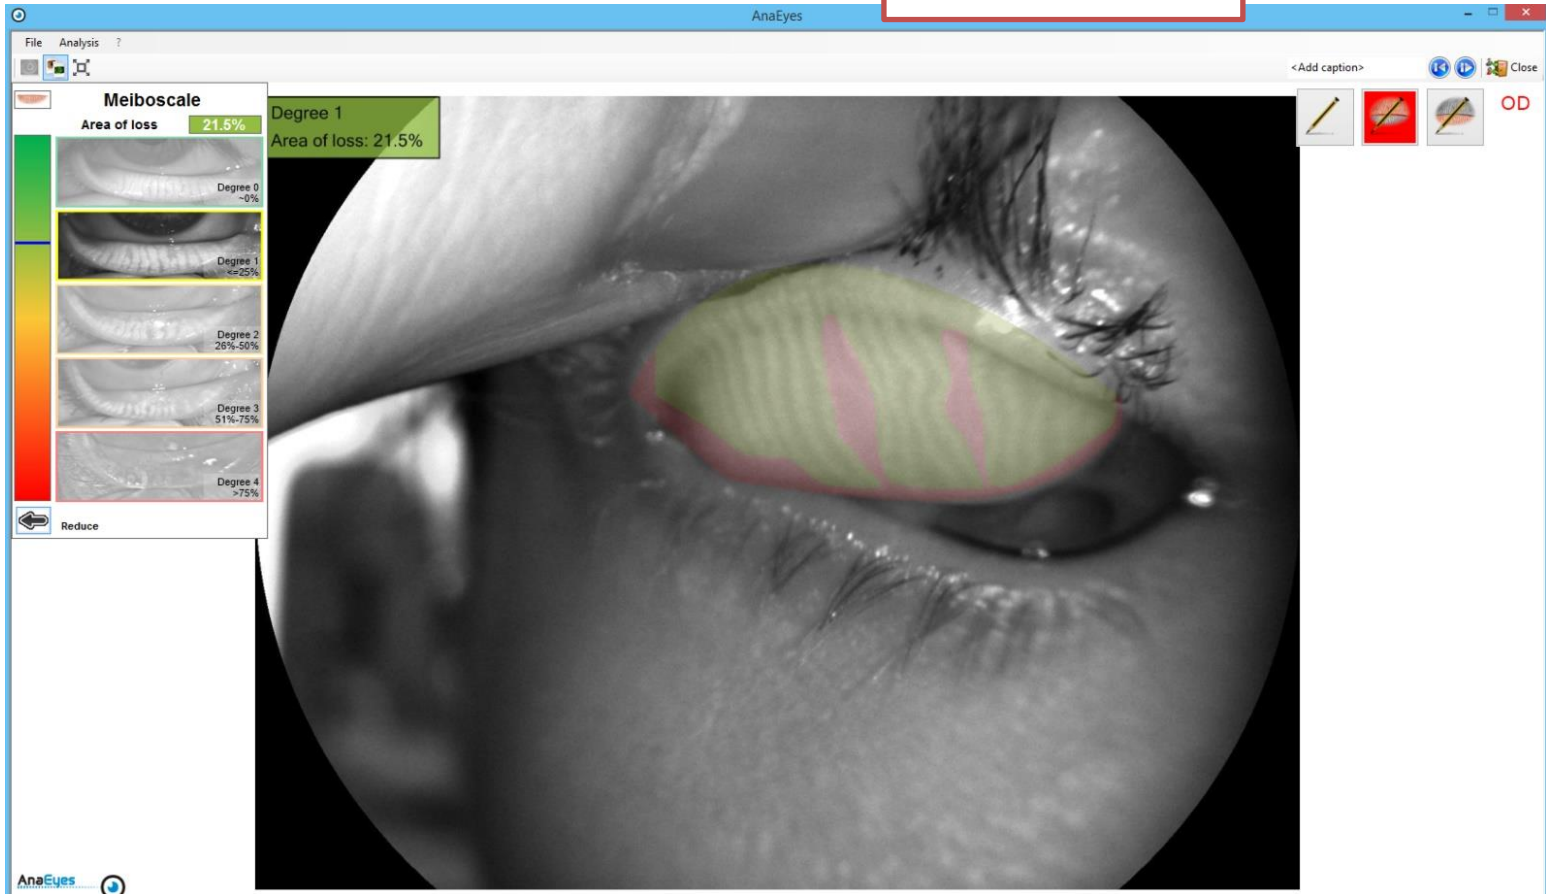 AnaEyes
File Analysis ?
<Add caption>
Close
Meiboscale
Area of loss 21.5%
Degree 0
~0%
Degree 1
<=25%
Degree 2
26%-50%
Degree 3
51%-75%
Degree 4
>75%
Reduce
Degree 1
Area of loss: 21.5%
OD
AnaEyes